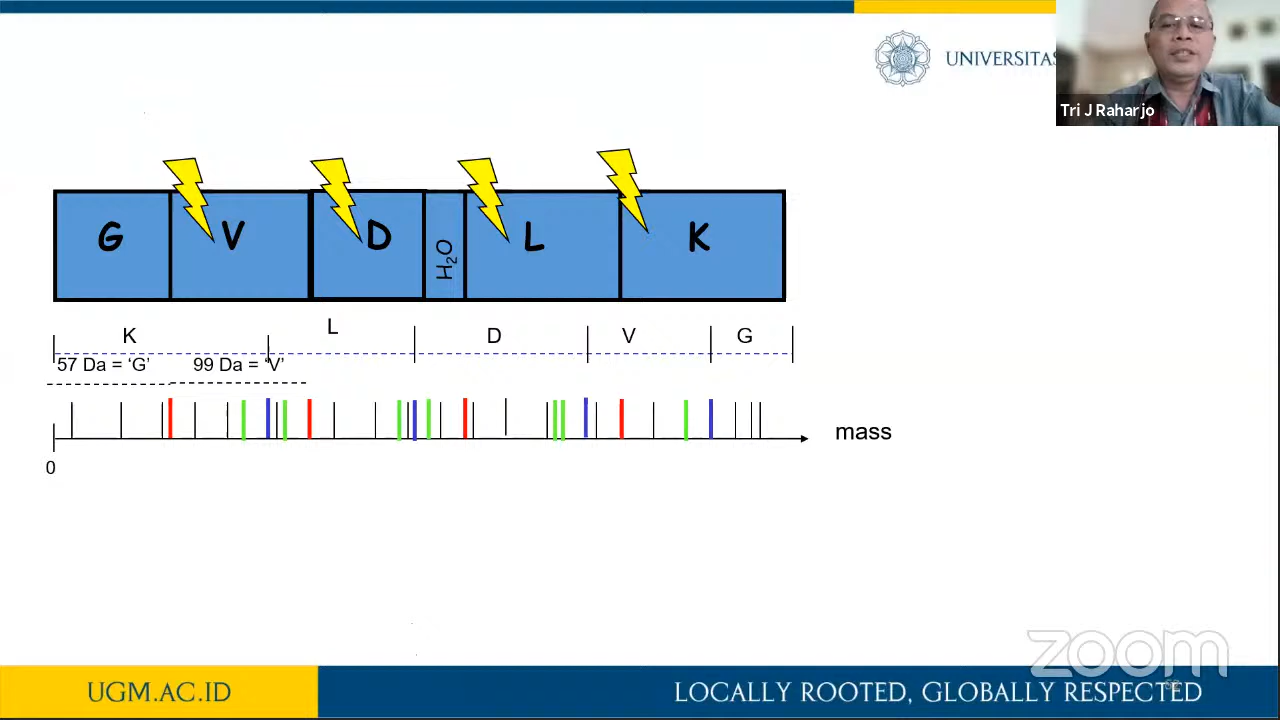 UNIVERSITAS
Tri J Raharjo
G V D H₂O L K
K L D V G
57 Da = ‘G’ 99 Da = ‘V’
mass
0
zoom
UGM.AC.ID
LOCALLY ROOTED, GLOBALLY RESPECTED